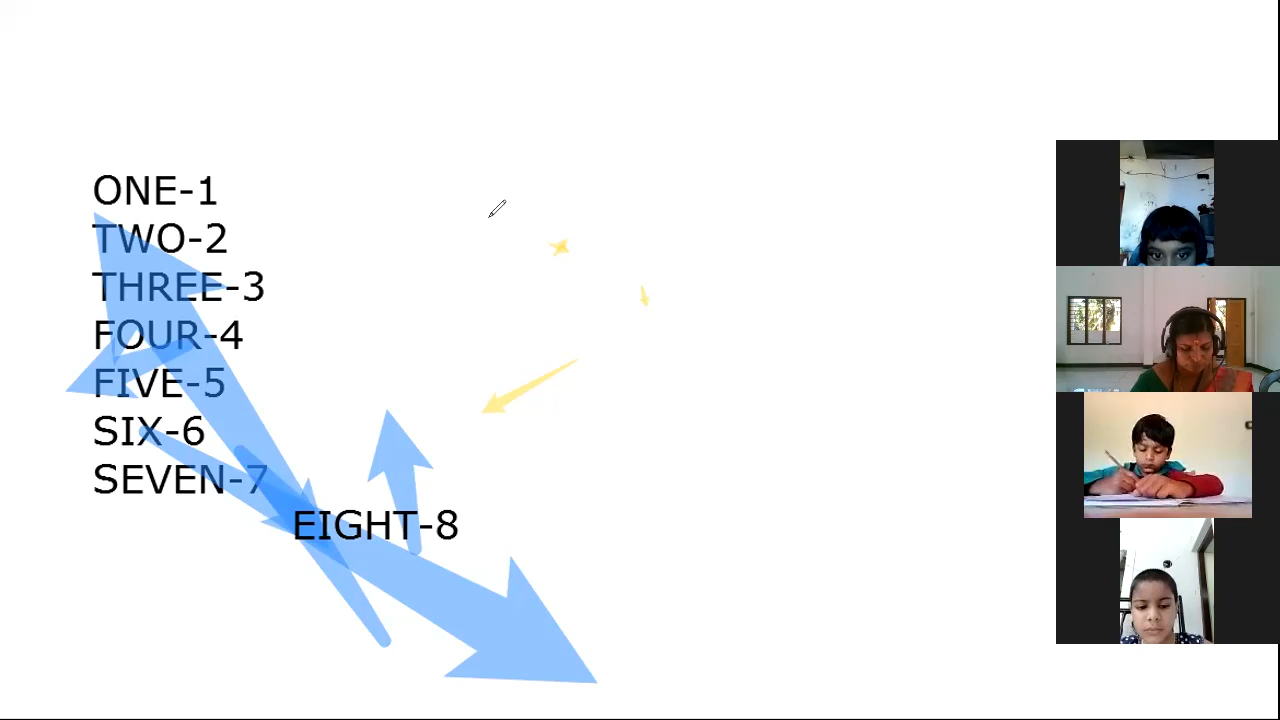 ONE-1
TWO-2
THREE-3
FOUR-4
FIVE-5
SIX-6
SEVEN-7
EIGHT-8